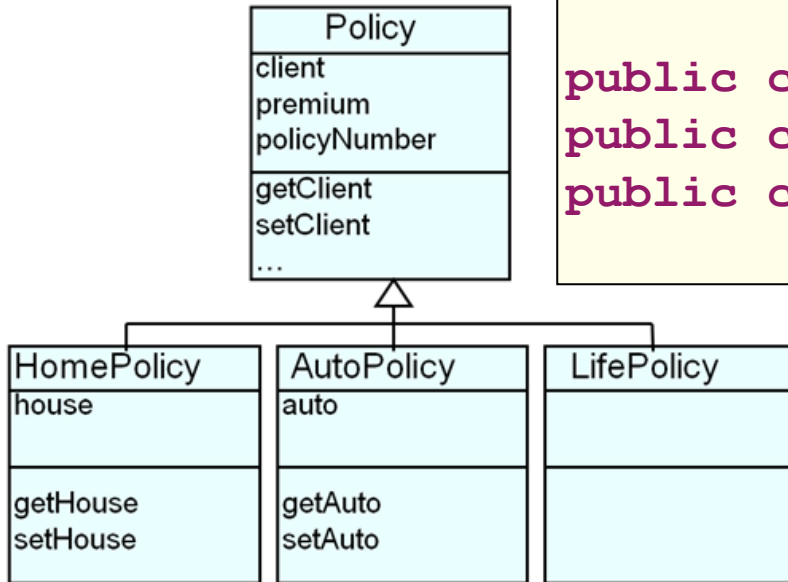 Policy
client
premium
policyNumber
getClient
setClient
...
public c
public c
public c
HomePolicy
house
getHouse
setHouse
AutoPolicy
auto
getAuto
setAuto
LifePolicy